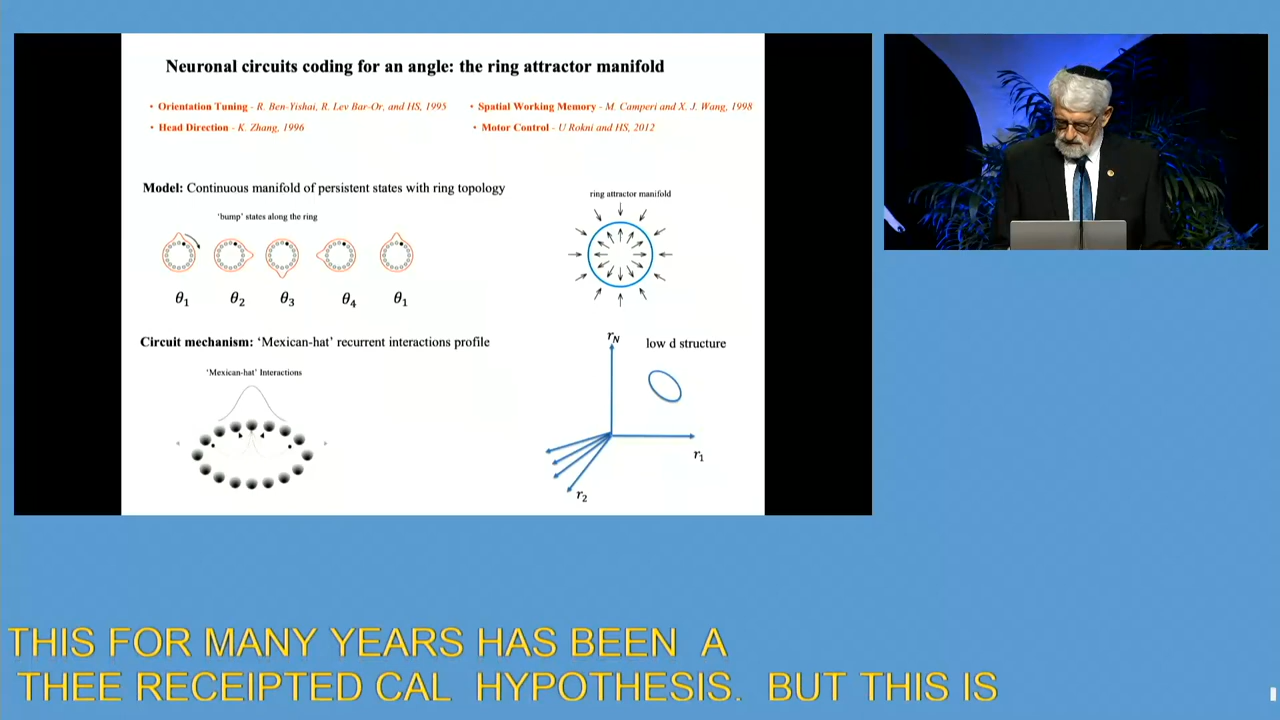 Neuronal circuits coding for an angle: the ring attractor manifold
• Orientation Tuning - R. Ben-Yishai, R. Lev Bar-Or, and HS, 1995
• Spatial Working Memory - M. Camperi and X. J. Wang, 1998
• Head Direction - K. Zhang, 1996
• Motor Control - U Rokni and HS, 2012
Model: Continuous manifold of persistent states with ring topology
ring attractor manifold
'bump' states along the ring
θ1 θ2 θ3 θ4 θ1
Circuit mechanism: 'Mexican-hat' recurrent interactions profile
rN
low d structure
'Mexican-hat' Interactions
r1
r2
THIS FOR MANY YEARS HAS BEEN A
THEE RECEIPTED CAL HYPOTHESIS. BUT THIS IS